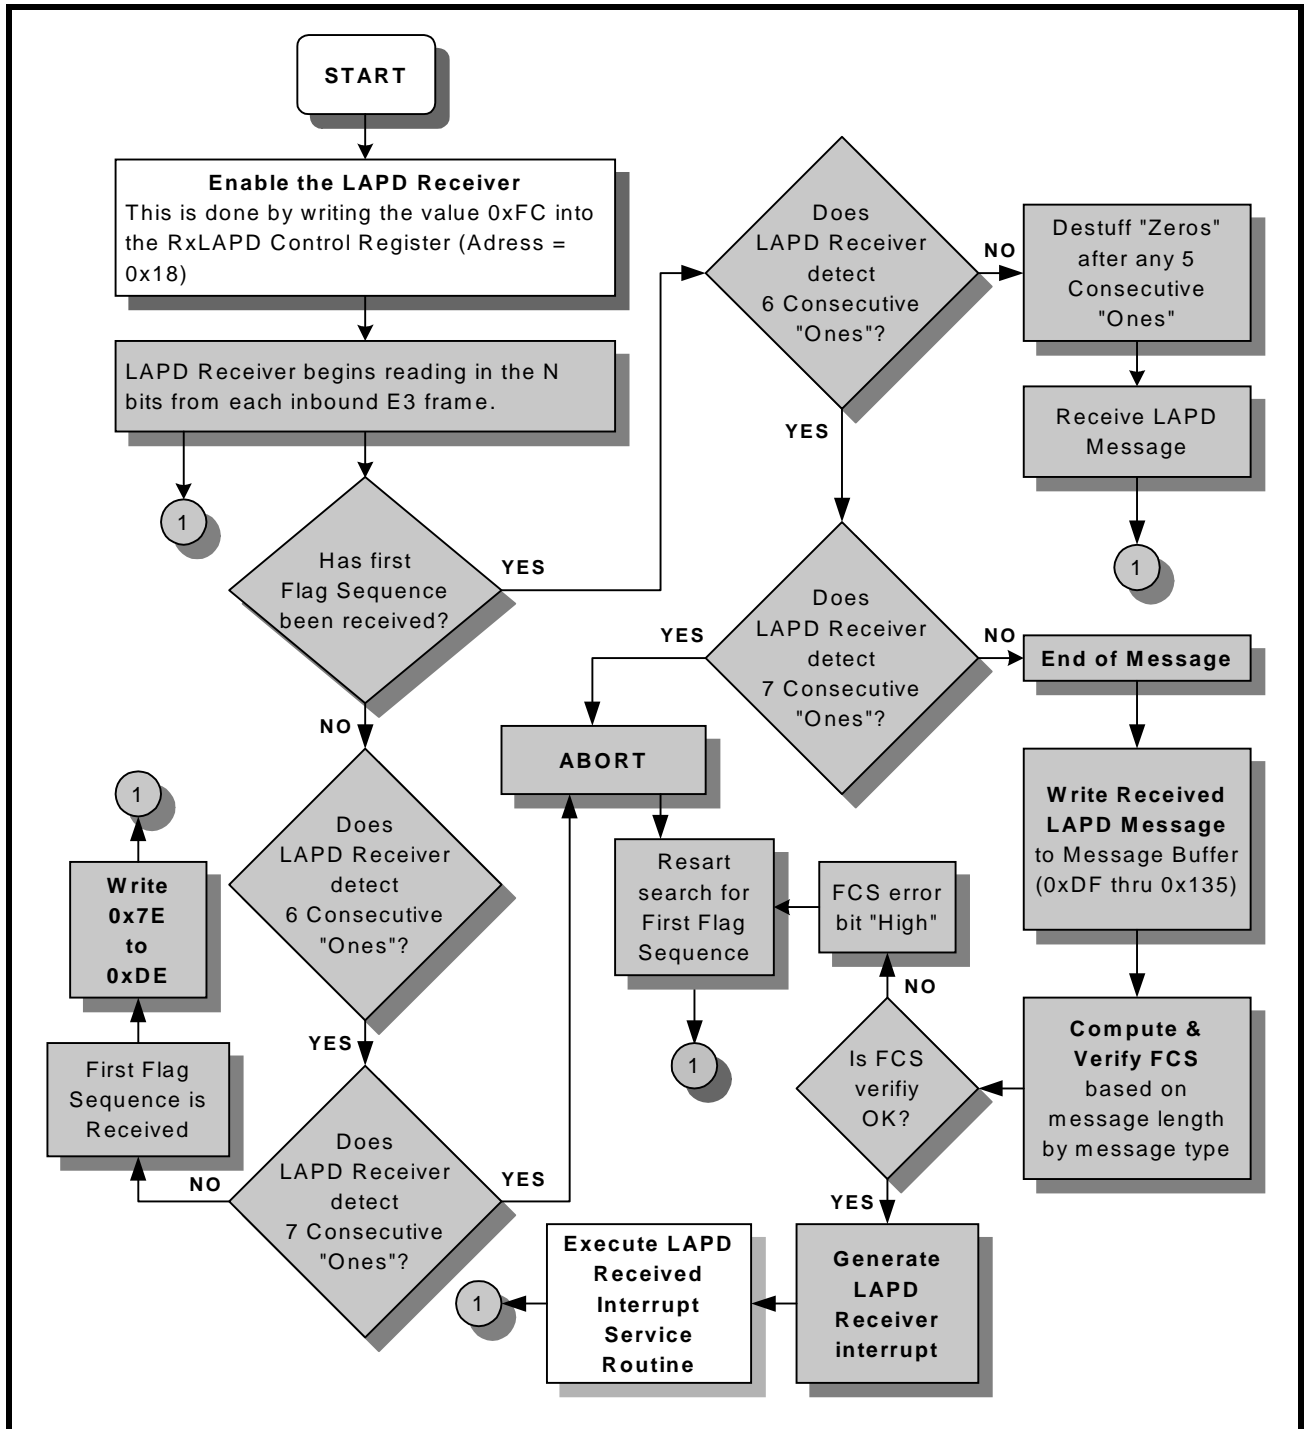 START
Enable the LAPD Receiver
This is done by writing the value 0xFC into
the RxLAPD Control Register (Adress =
0x18)
LAPD Receiver begins reading in the N
bits from each inbound E3 frame.
1
Has first
Flag Sequence
been received?
YES
NO
Does
LAPD Receiver
detect
6 Consecutive
"Ones"?
NO
YES
Destuff "Zeros"
after any 5
Consecutive
"Ones"
Receive LAPD
Message
1
Does
LAPD Receiver
detect
7 Consecutive
"Ones"?
YES
NO
End of Message
ABORT
Write Received
LAPD Message
to Message Buffer
(0xDF thru 0x135)
Resart
search for
First Flag
Sequence
FCS error
bit "High"
NO
1
Is FCS
verifiy
OK?
YES
Compute &
Verify FCS
based on
message length
by message type
Does
LAPD Receiver
detect
6 Consecutive
"Ones"?
YES
1
Write
0x7E
to
0xDE
First Flag
Sequence is
Received
NO
Does
LAPD Receiver
detect
7 Consecutive
"Ones"?
YES
1
Execute LAPD
Received
Interrupt
Service
Routine
Generate
LAPD
Receiver
interrupt